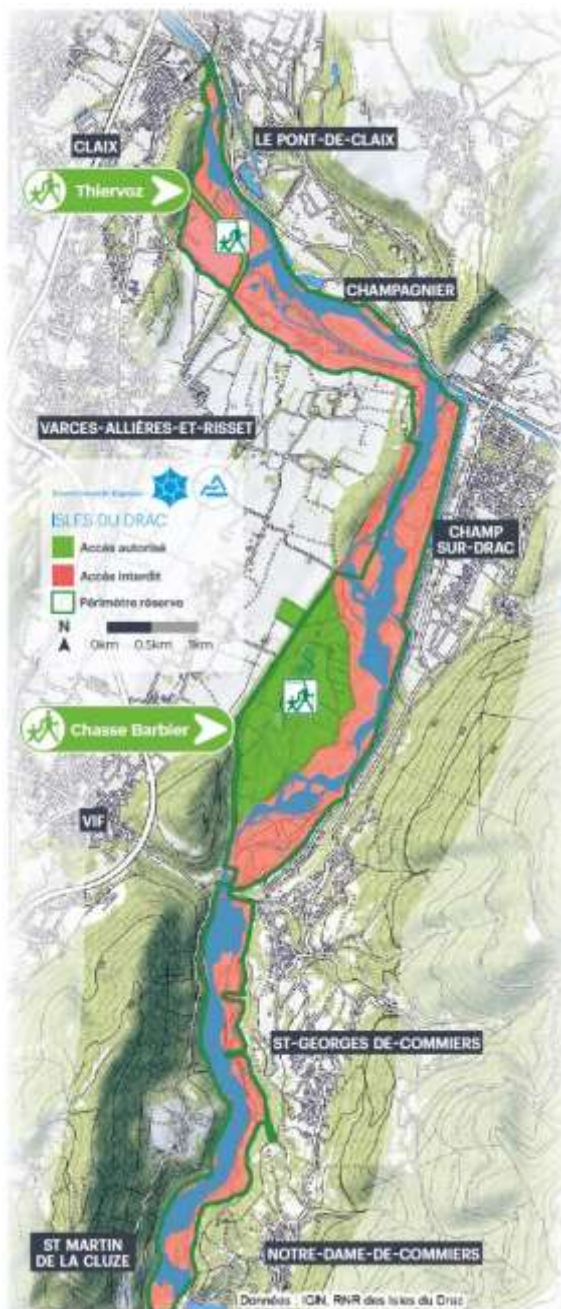 CLAIX
LE PONT-DE-CLAIX
Thiervoz
CHAMPAGNIER
VARCES-ALLIÈRES-ET-RISSET
ISLES DU DRAC
Accès autorisé
Accès interdit
Périmètre réserve
N
0km 0.5km 1km
CHAMP
SUR-DRAC
Chasse Barbier
VIF
ST-GEORGES DE-COMMIERS
ST MARTIN
DE LA CLUZE
NOTRE-DAME-DE-COMMIERS
Données : IGN, RNR des Isles du Drac